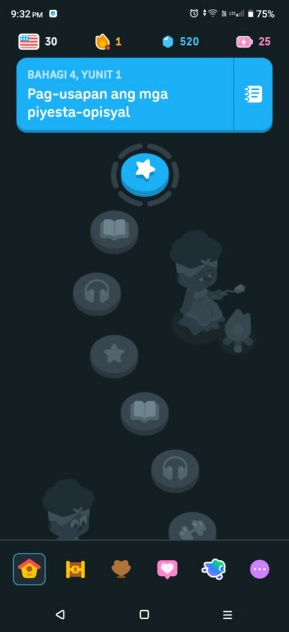 9:32 PM 75%
30 1 520 25
BAHAGI 4, YUNIT 1
Pag-usapan ang mga
piyesta-opisyal